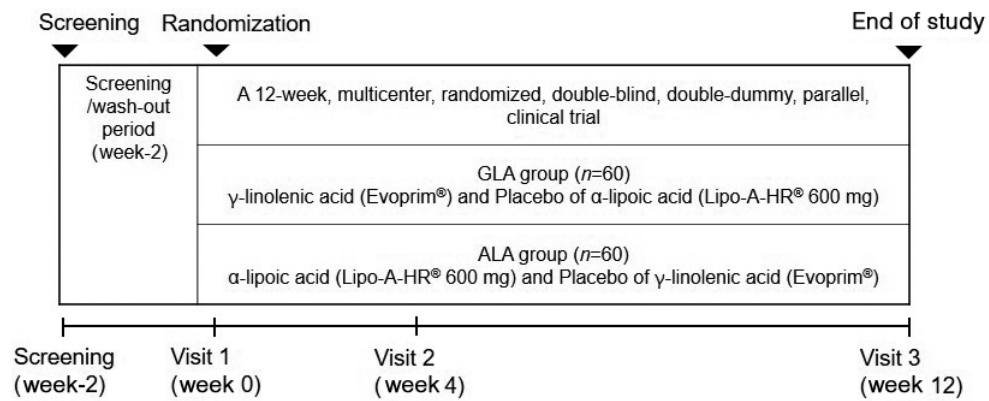 Screening
Randomization
End of study
Screening
/wash-out
period
(week-2)
A 12-week, multicenter, randomized, double-blind, double-dummy, parallel,
clinical trial
GLA group (n=60)
γ-linolenic acid (Evoprim®) and Placebo of α-lipoic acid (Lipo-A-HR® 600 mg)
ALA group (n=60)
α-lipoic acid (Lipo-A-HR® 600 mg) and Placebo of γ-linolenic acid (Evoprim®)
Screening
(week-2)
Visit 1
(week 0)
Visit 2
(week 4)
Visit 3
(week 12)